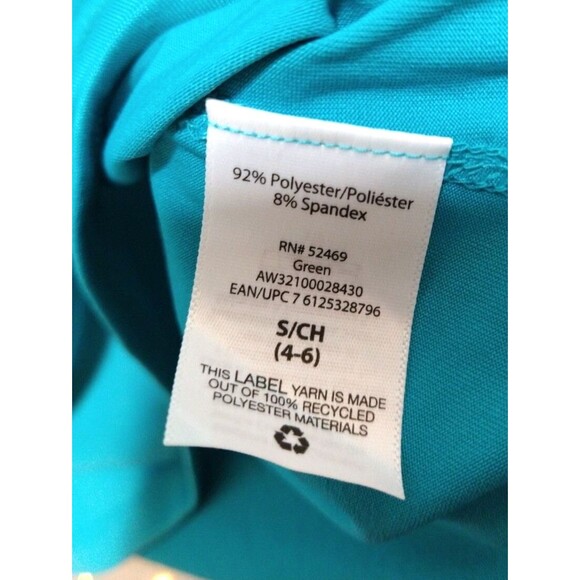 92% Polyester/Poliéster
8% Spandex
RN# 52469
Green
AW32100028430
EAN/UPC 7 6125328796
S/CH
(4-6)
THIS LABEL YARN IS MADE
OUT OF 100% RECYCLED
POLYESTER MATERIALS